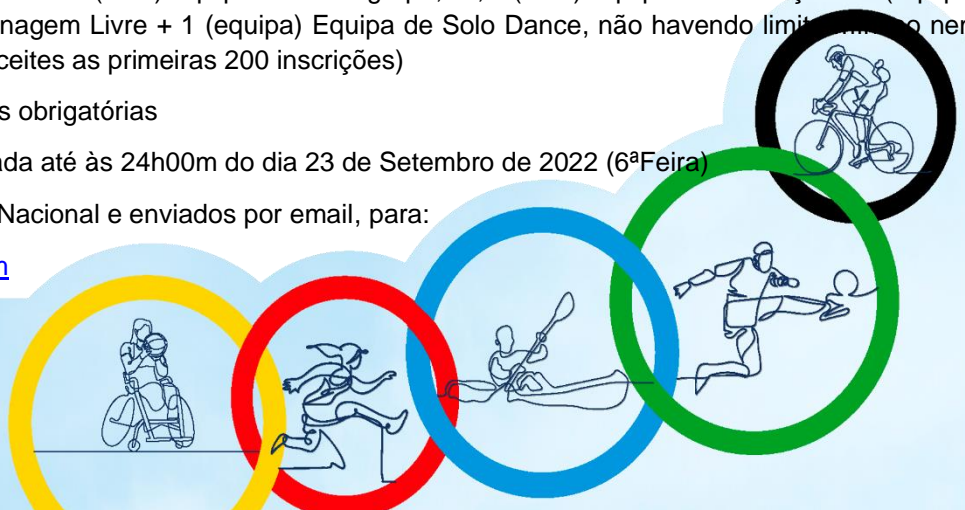 nagem Livre + 1 (equipa) Equipa de Solo Dance, não havendo
ceites as primeiras 200 inscrições)
s obrigatórias
ada até às 24h00m do dia 23 de Setembro de 2022 (6ªFeira)
Nacional e enviados por email, para: